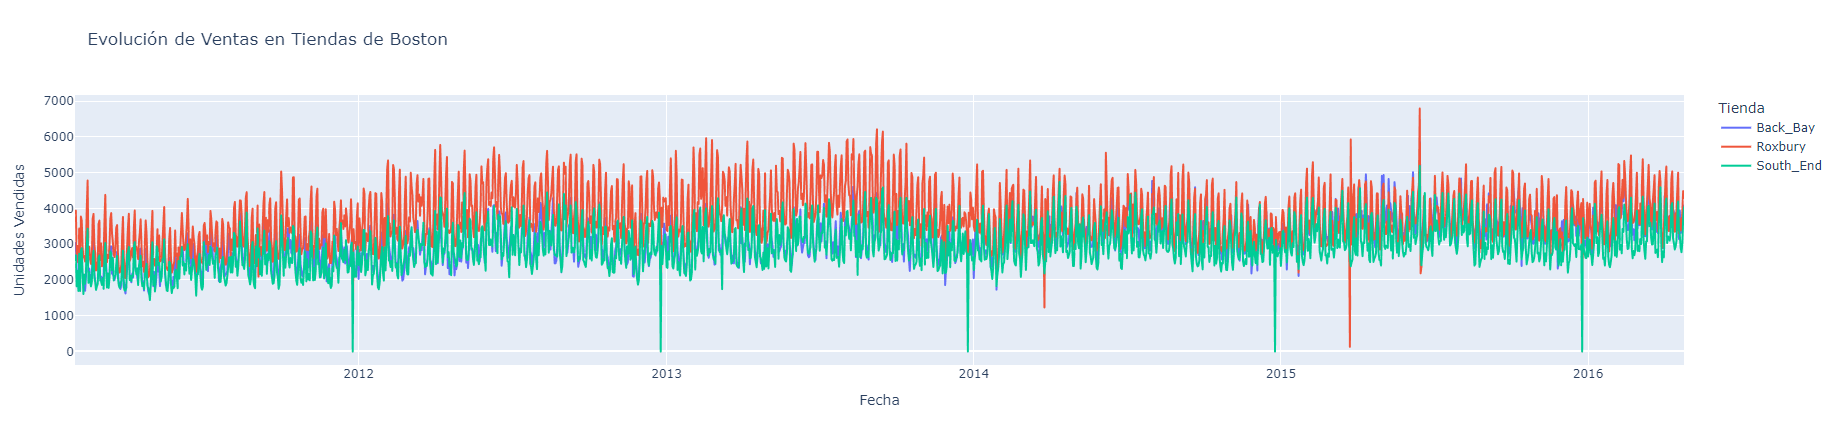 Evolución de Ventas en Tiendas de Boston
Unidades Vendidas
7000
6000
5000
4000
3000
2000
1000
0
2012
2013
2014
2015
2016
Fecha
Tienda
Back_Bay
Roxbury
South_End